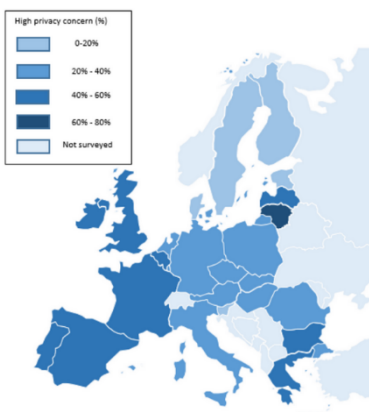 High privacy concern (%)
0-20%
20% - 40%
40% - 60%
60% - 80%
Not surveyed